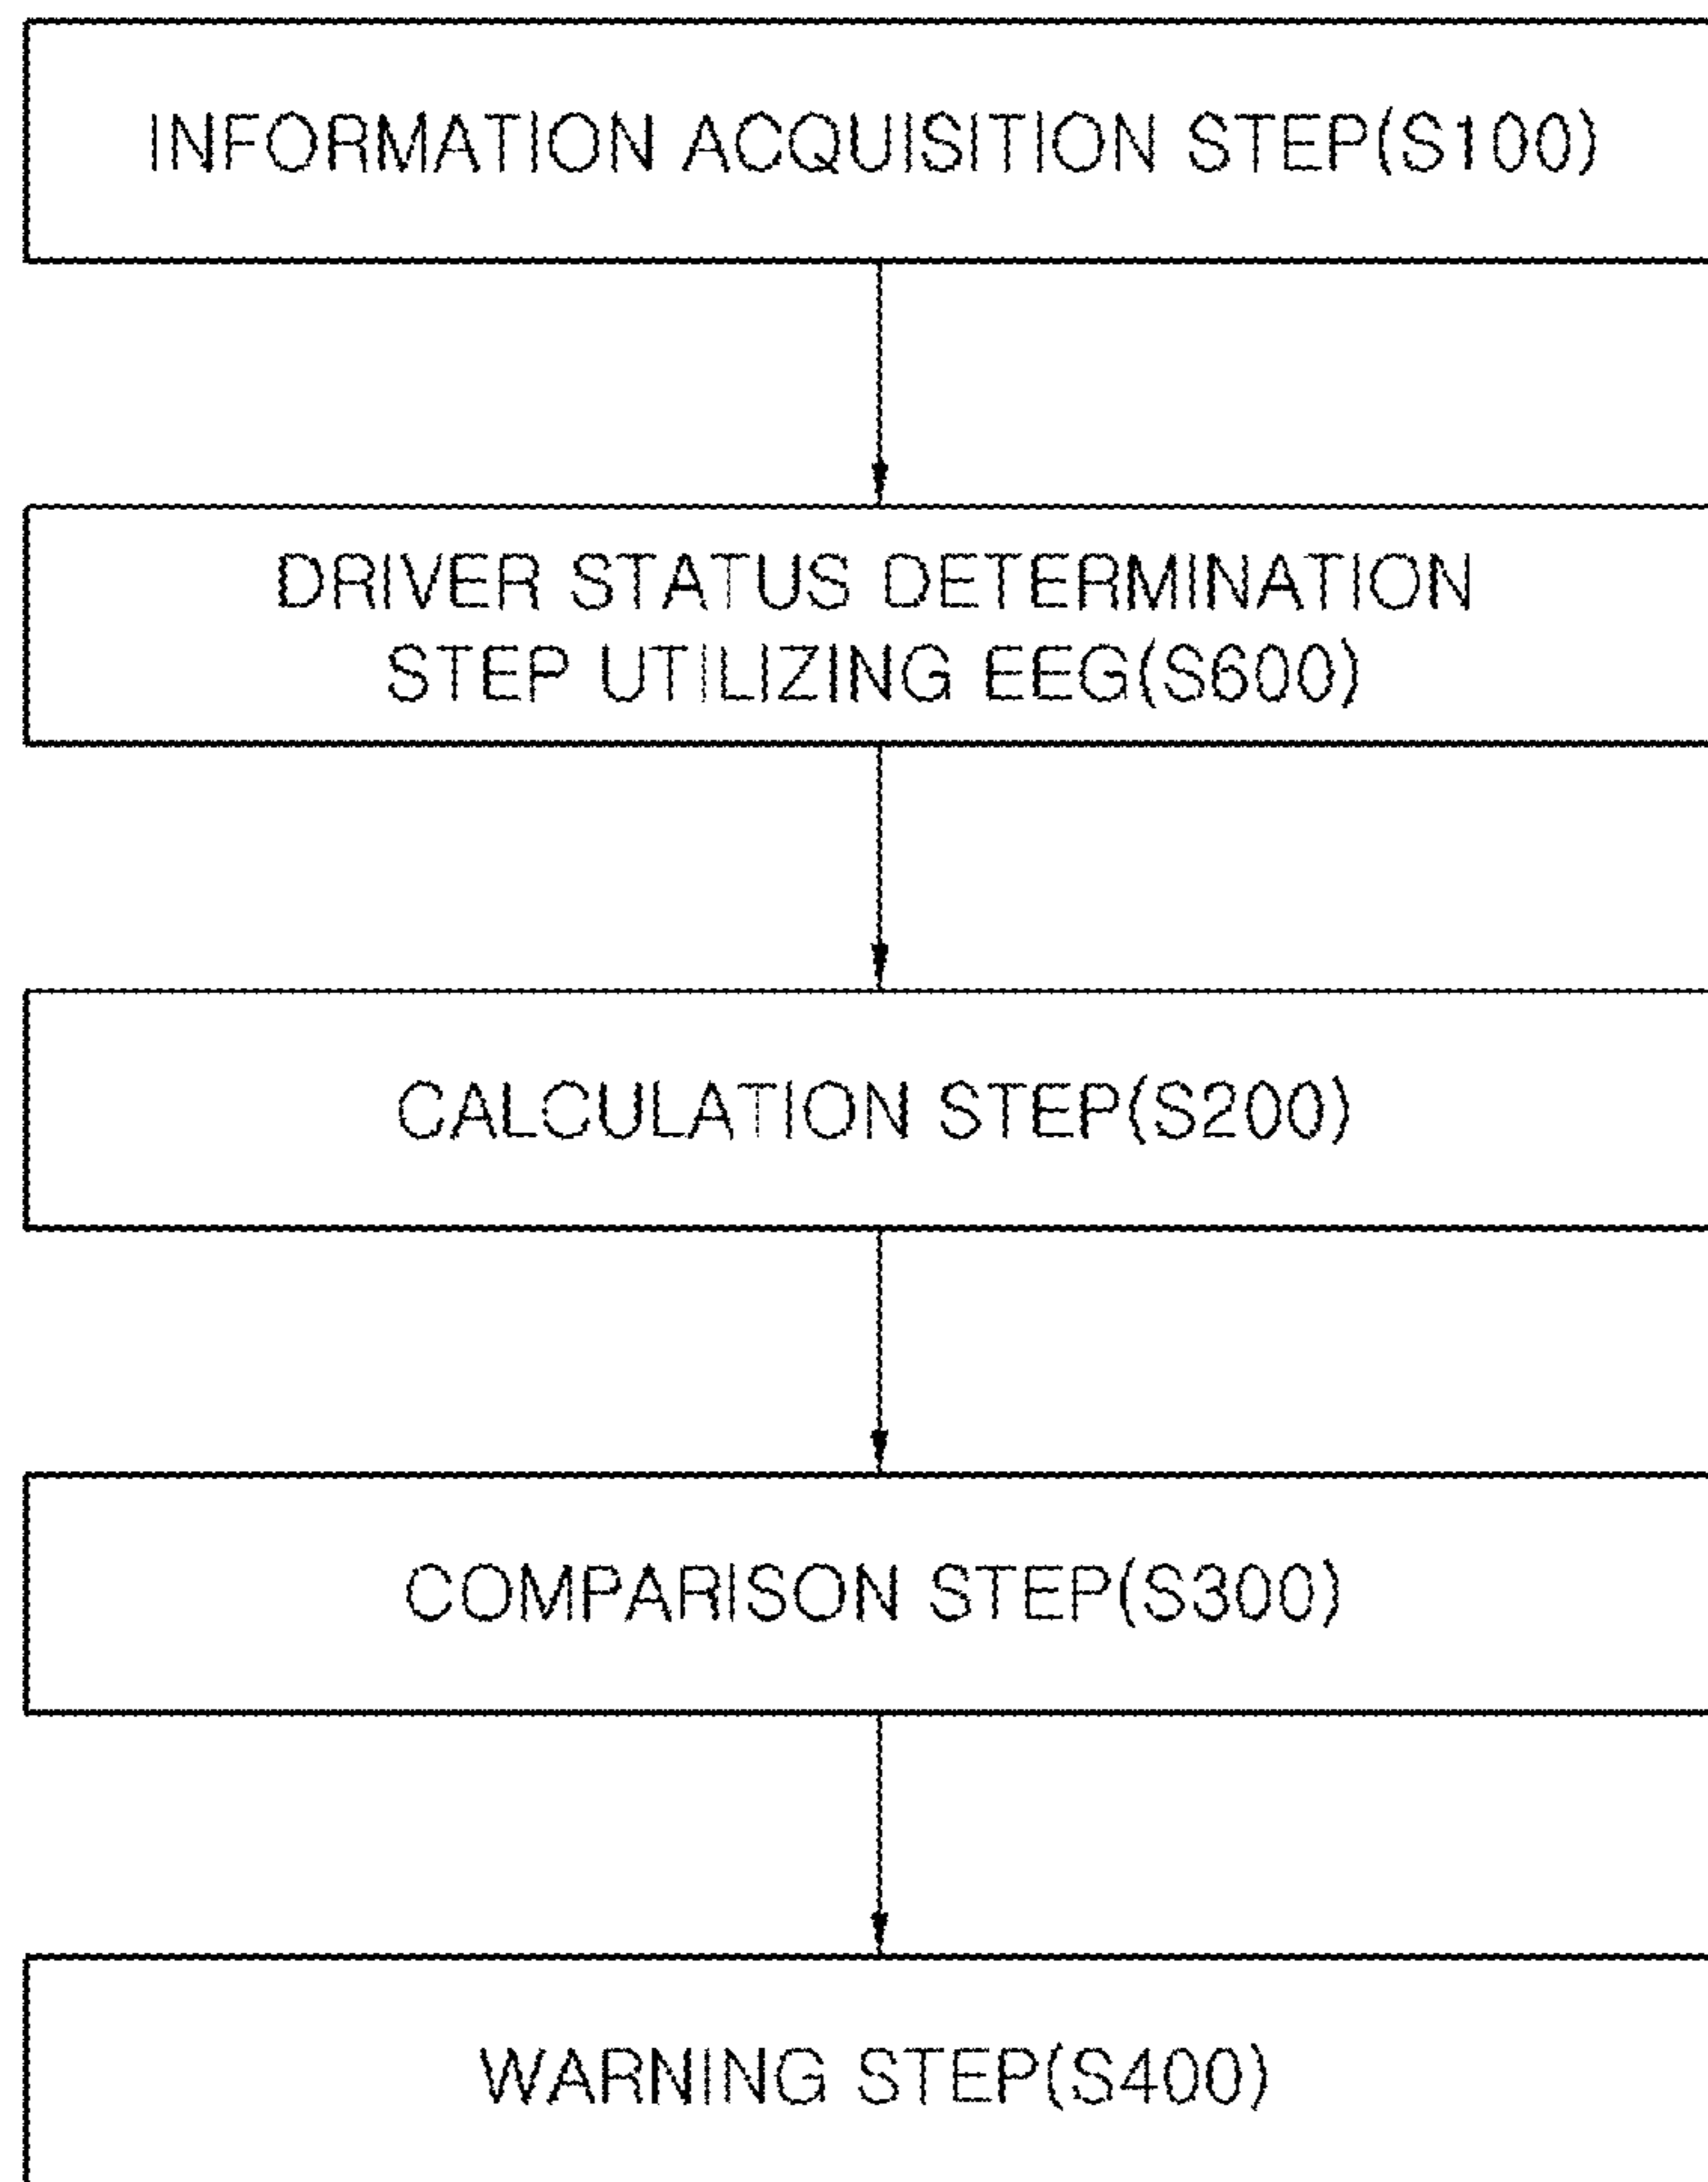 INFORMATION ACQUISITION STEP(S100)
DRIVER STATUS DETERMINATION
STEP UTILIZING EEG(S600)
CALCULATION STEP(S200)
COMPARISON STEP(S300)
WARNING STEP(S400)